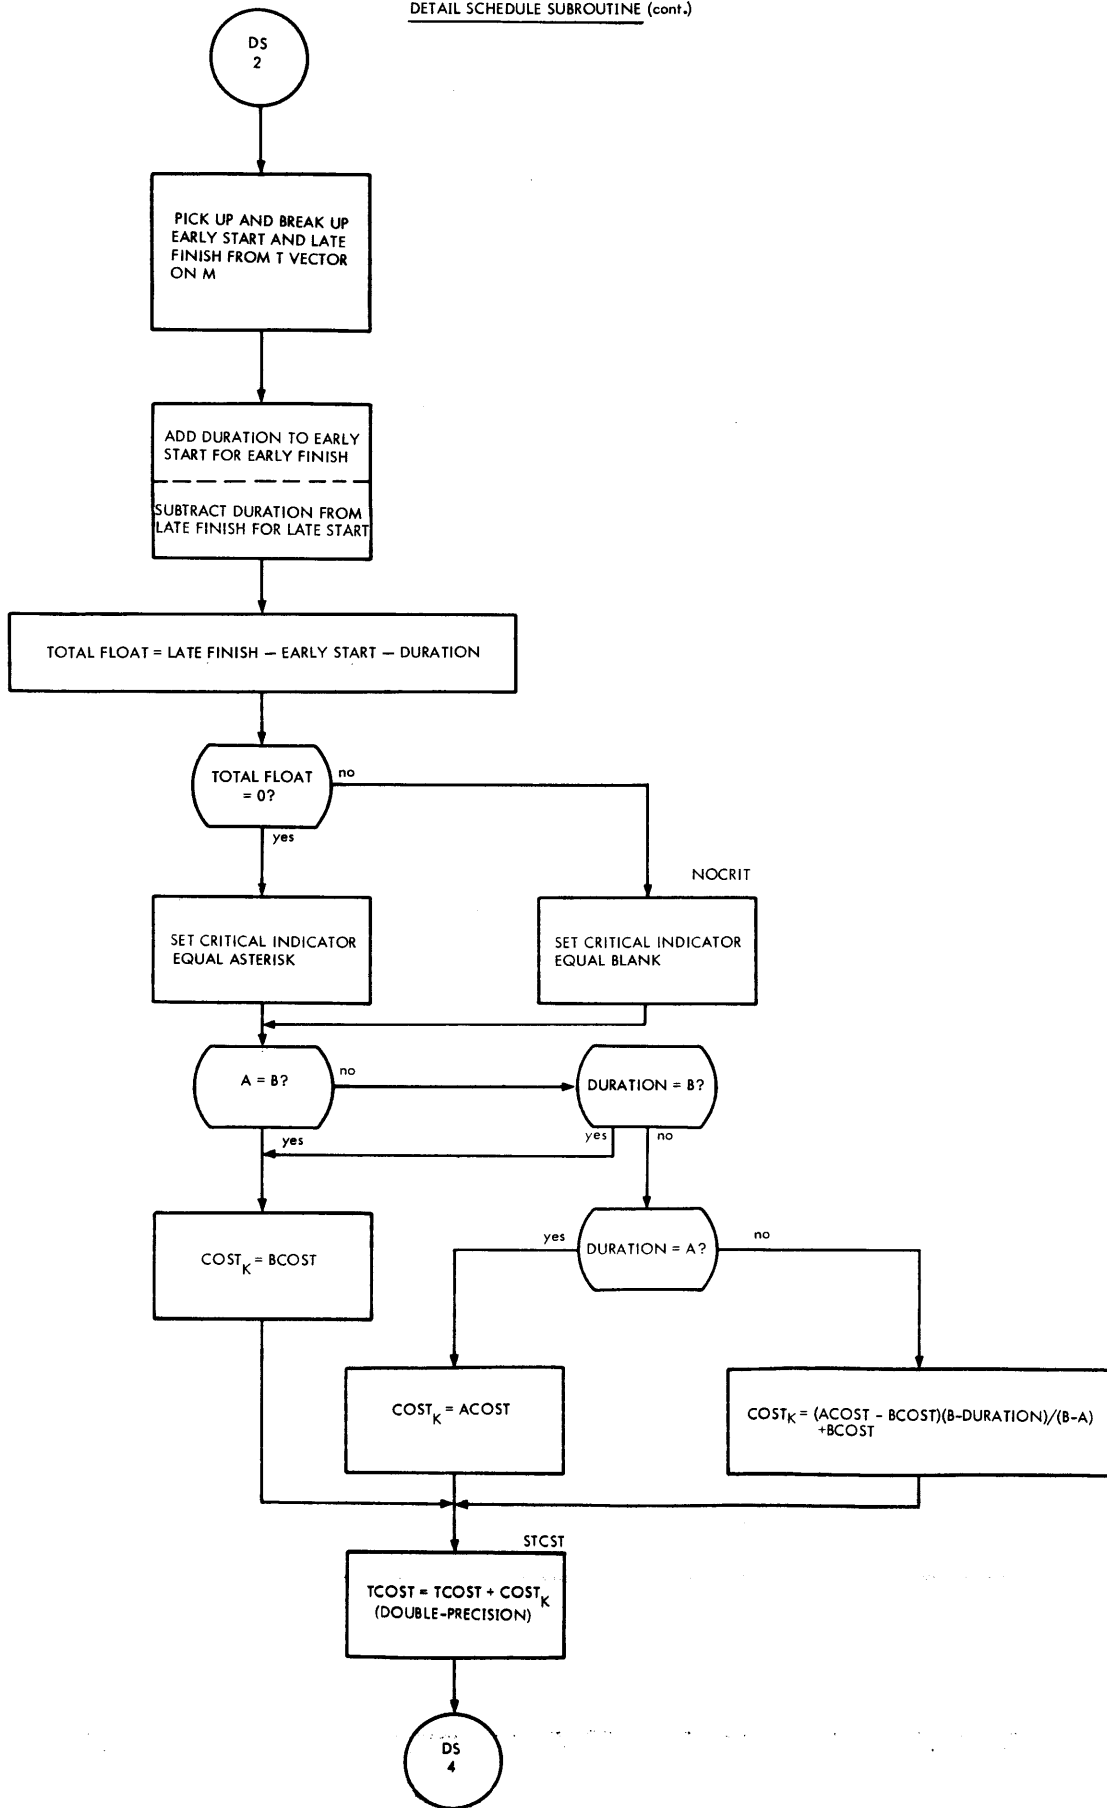 DETAIL SCHEDULE SUBROUTINE (cont.)
DS
2
PICK UP AND BREAK UP
EARLY START AND LATE
FINISH FROM T VECTOR
ON M
ADD DURATION TO EARLY
START FOR EARLY FINISH
SUBTRACT DURATION FROM
LATE FINISH FOR LATE START
TOTAL FLOAT = LATE FINISH – EARLY START – DURATION
TOTAL FLOAT
= 0?
no
yes
NOCRIT
SET CRITICAL INDICATOR
EQUAL ASTERISK
SET CRITICAL INDICATOR
EQUAL BLANK
A = B?
no
DURATION = B?
yes
yes
no
COST_K = BCOST
yes
DURATION = A?
no
COST_K = ACOST
COST_K = (ACOST - BCOST)(B-DURATION)/(B-A)
+BCOST
STCST
TCOST = TCOST + COST_K
(DOUBLE-PRECISION)
DS
4